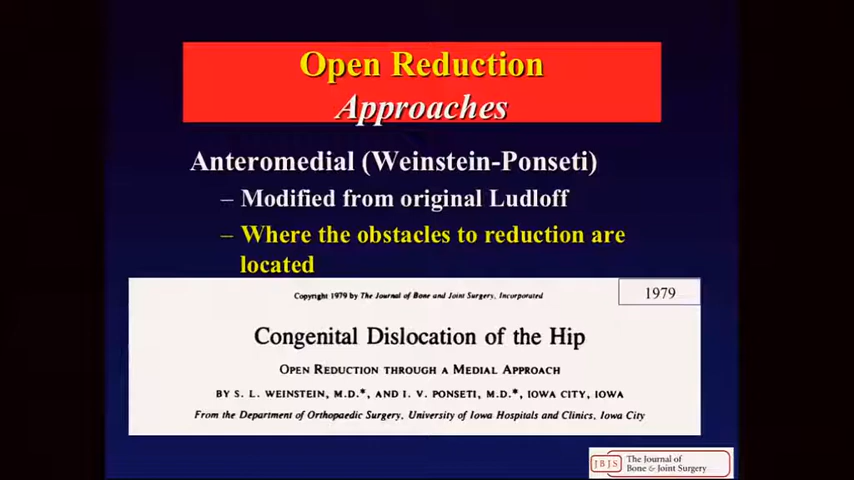 Open Reduction
Approaches
Anteromedial (Weinstein-Ponseti)
– Modified from original Ludloff
– Where the obstacles to reduction are
located
Copyright 1979 by The Journal of Bone and Joint Surgery, Incorporated
1979
Congenital Dislocation of the Hip
OPEN REDUCTION THROUGH A MEDIAL APPROACH
BY S. L. WEINSTEIN, M.D.*, AND I. V. PONSETI, M.D.*, IOWA CITY, IOWA
From the Department of Orthopaedic Surgery, University of Iowa Hospitals and Clinics, Iowa City
JBJS
The Journal of
Bone & Joint Surgery